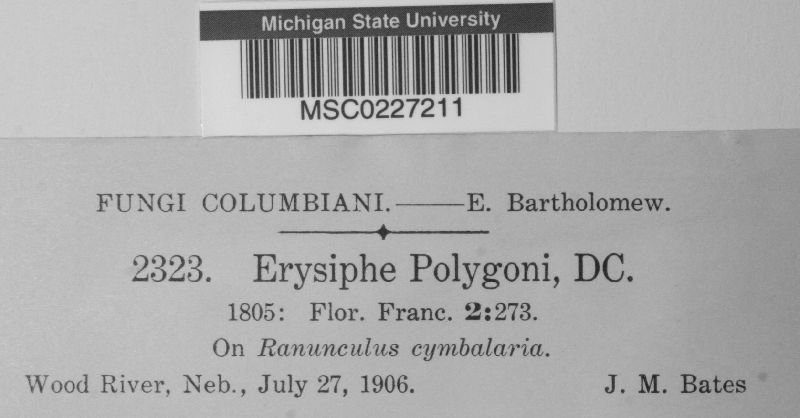 Michigan State University
MSC0227211
FUNGI COLUMBIANI.——E. Bartholomew.
2323. Erysiphe Polygoni, DC.
1805: Flor. Franc. 2:273.
On Ranunculus cymbalaria.
Wood River, Neb., July 27, 1906. J. M. Bates